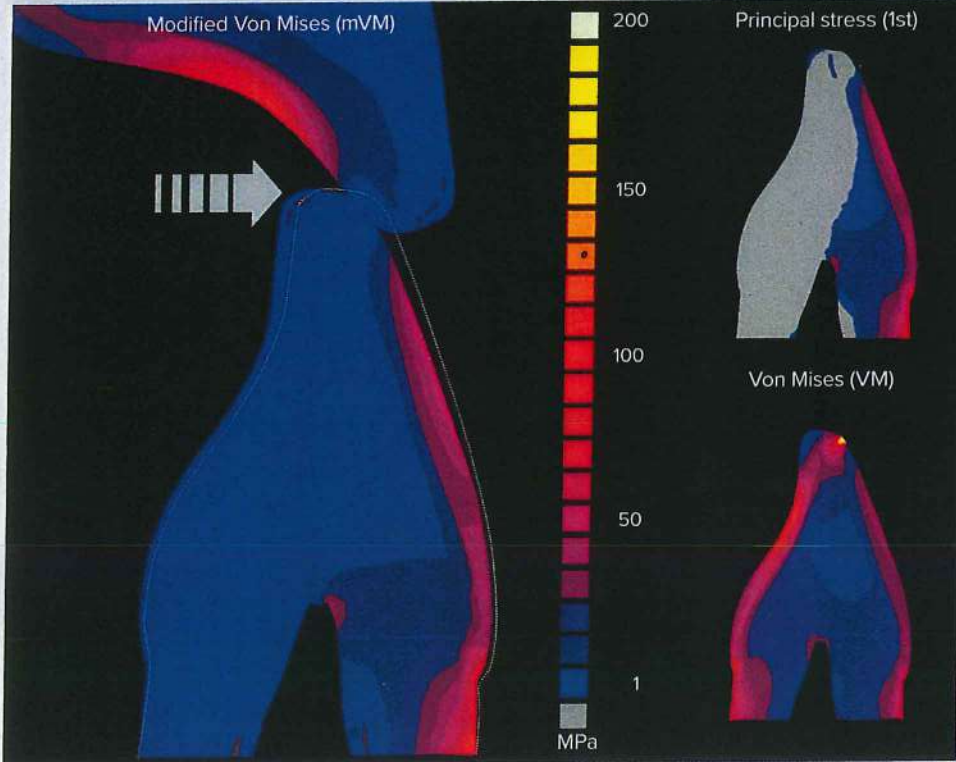 Modified Von Mises (mVM)
200
150
100
50
1
MPa
Principal stress (1st)
Von Mises (VM)